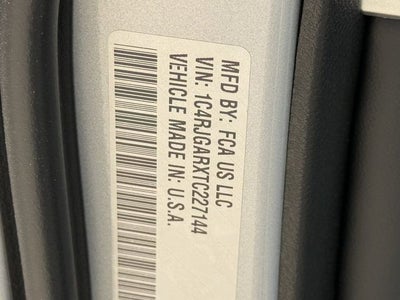 MFD BY: FCA US LLC
VIN: 1C4RJGARXTC227144
VEHICLE MADE IN: U.S.A.